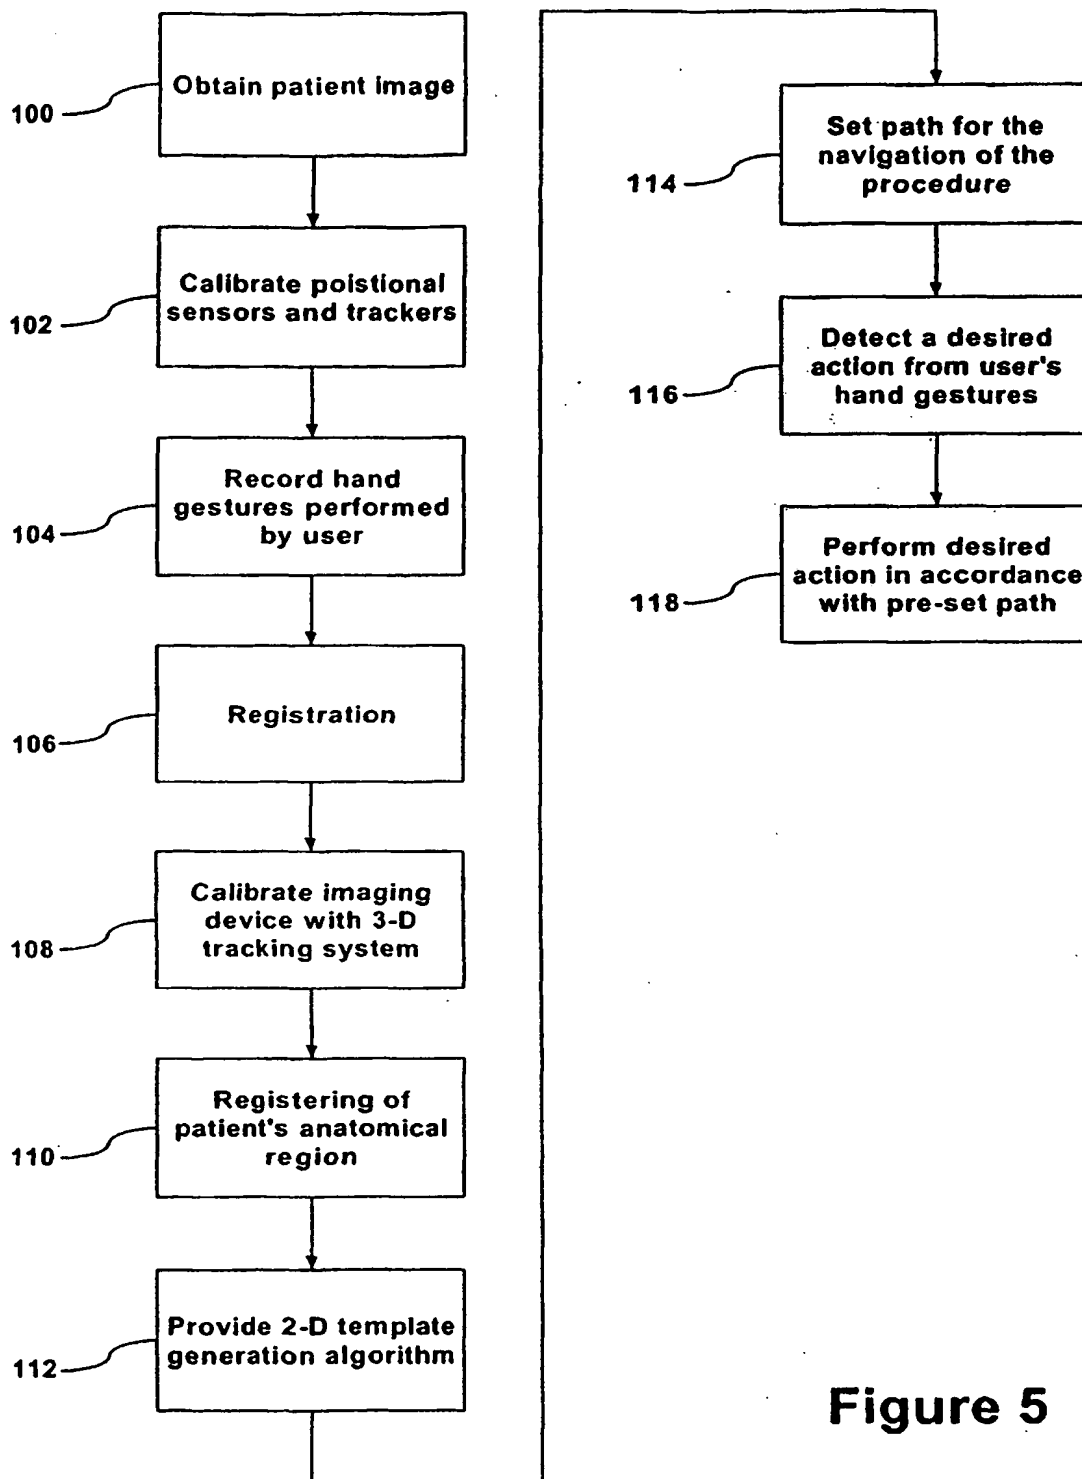 100
Obtain patient image
102
Calibrate poistional
sensors and trackers
104
Record hand
gestures performed
by user
106
Registration
108
Calibrate imaging
device with 3-D
tracking system
110
Registering of
patient's anatomical
region
112
Provide 2-D template
generation algorithm
114
Set path for the
navigation of the
procedure
116
Detect a desired
action from user's
hand gestures
118
Perform desired
action in accordance
with pre-set path
Figure 5